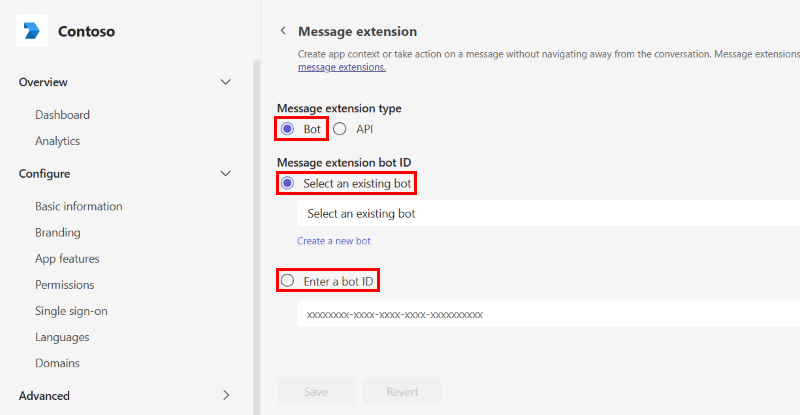 Contoso
Overview
Dashboard
Analytics
Configure
Basic information
Branding
App features
Permissions
Single sign-on
Languages
Domains
Advanced
Message extension
Create app context or take action on a message without navigating away from the conversation. Message extensions
message extensions.
Message extension type
Bot API
Message extension bot ID
Select an existing bot
Select an existing bot
Create a new bot
Enter a bot ID
xxxxxxxx-xxxx-xxxx-xxxx-xxxxxxxxxx
Save Revert